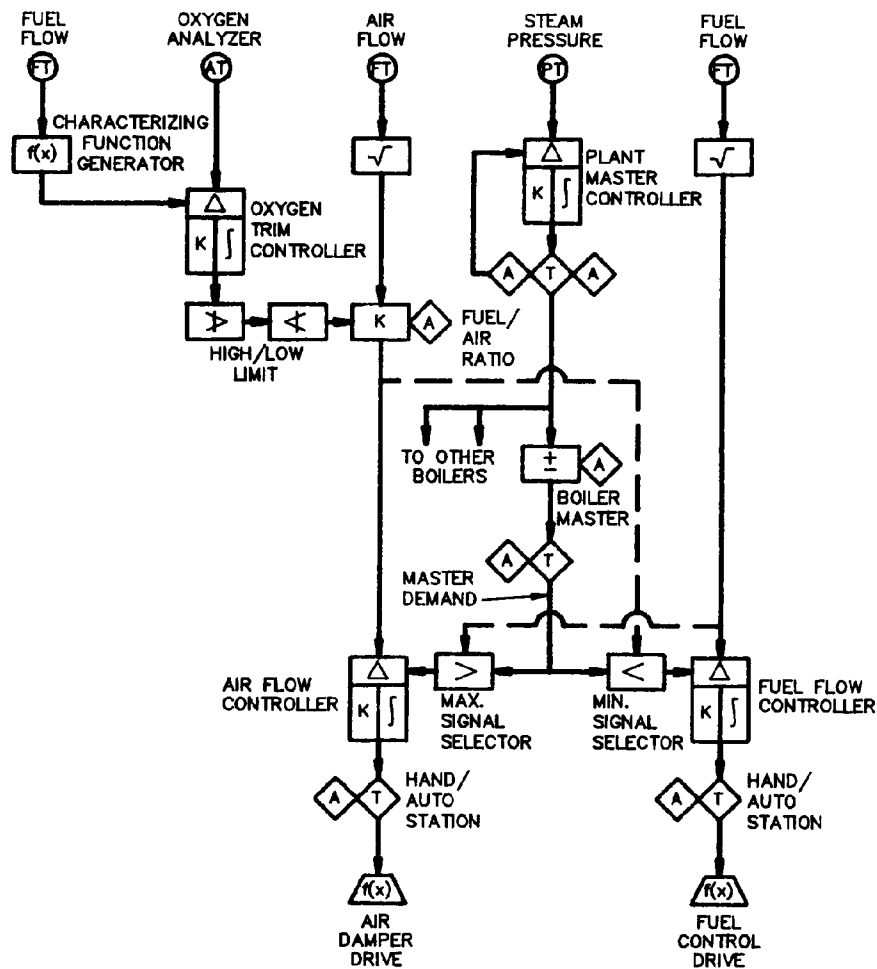 FUEL
FLOW
OXYGEN
ANALYZER
AIR
FLOW
STEAM
PRESSURE
FUEL
FLOW
FT
AT
FT
PT
FT
CHARACTERIZING
FUNCTION
GENERATOR
f(x)
√
√
Δ
PLANT
MASTER
CONTROLLER
K ∫
Δ
OXYGEN
TRIM
CONTROLLER
K ∫
A T A
≯
≮
K
A
FUEL/
AIR
RATIO
HIGH/LOW
LIMIT
TO OTHER
BOILERS
±
A
BOILER
MASTER
A T
MASTER
DEMAND
AIR FLOW
CONTROLLER
Δ
K ∫
>
MAX.
SIGNAL
SELECTOR
<
MIN.
SIGNAL
SELECTOR
Δ
K ∫
FUEL FLOW
CONTROLLER
A T
HAND/
AUTO
STATION
A T
HAND/
AUTO
STATION
f(x)
AIR
DAMPER
DRIVE
f(x)
FUEL
CONTROL
DRIVE